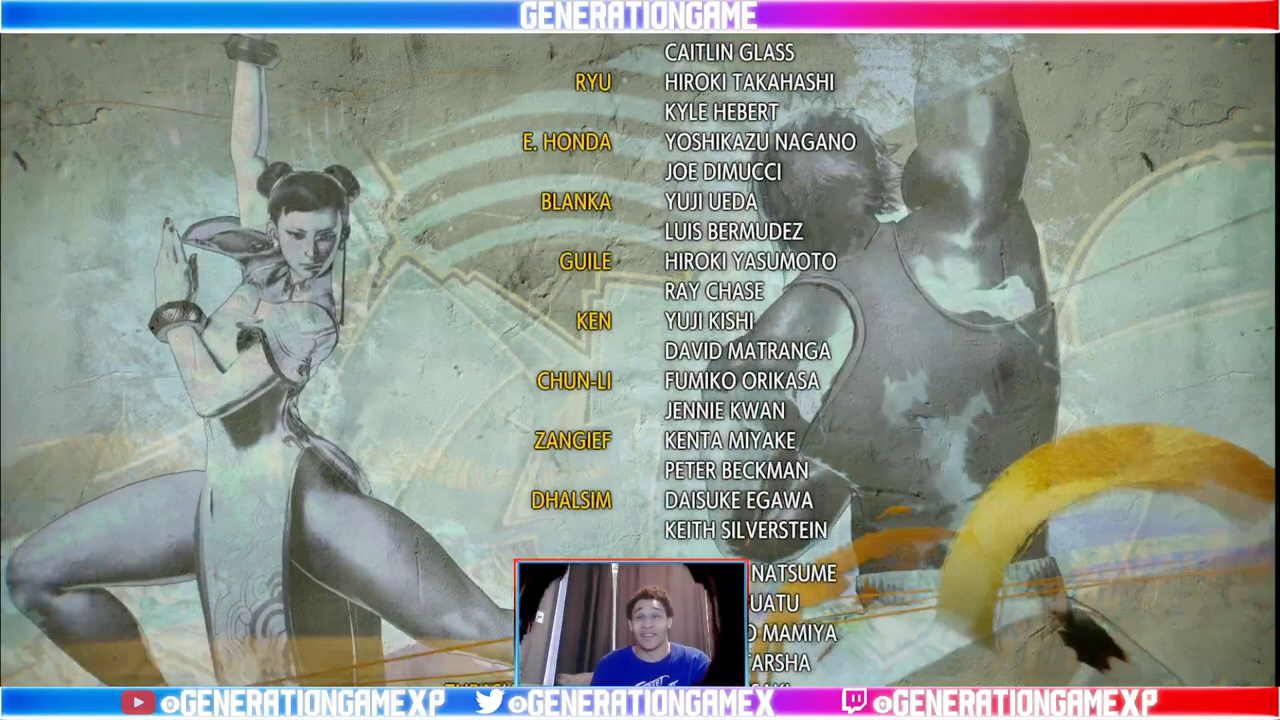 GENERATIONGAME
CAITLIN GLASS
RYU HIROKI TAKAHASHI
KYLE HEBERT
E. HONDA YOSHIKAZU NAGANO
JOE DIMUCCI
BLANKA YUJI UEDA
LUIS BERMUDEZ
GUILE HIROKI YASUMOTO
RAY CHASE
KEN YUJI KISHI
DAVID MATRANGA
CHUN-LI FUMIKO ORIKASA
JENNIE KWAN
ZANGIEF KENTA MIYAKE
PETER BECKMAN
DHALSIM DAISUKE EGAWA
KEITH SILVERSTEIN
NATSUME
MAMIYA
@GENERATIONGAMEXP @GENERATIONGAMEX @GENERATIONGAMEXP